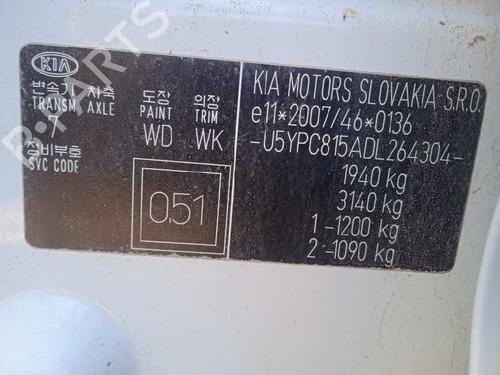 KIA
변속기 차축 도장 의장
TRANSM. AXLE PAINT TRIM
7 WD WK
정비부호
SVC CODE
0.51
KIA MOTORS SLOVAKIA S.R.O.
e11*2007/46*0136
-U5YPC815ADL264304-
1940 kg
3140 kg
1-1200 kg
2-1090 kg